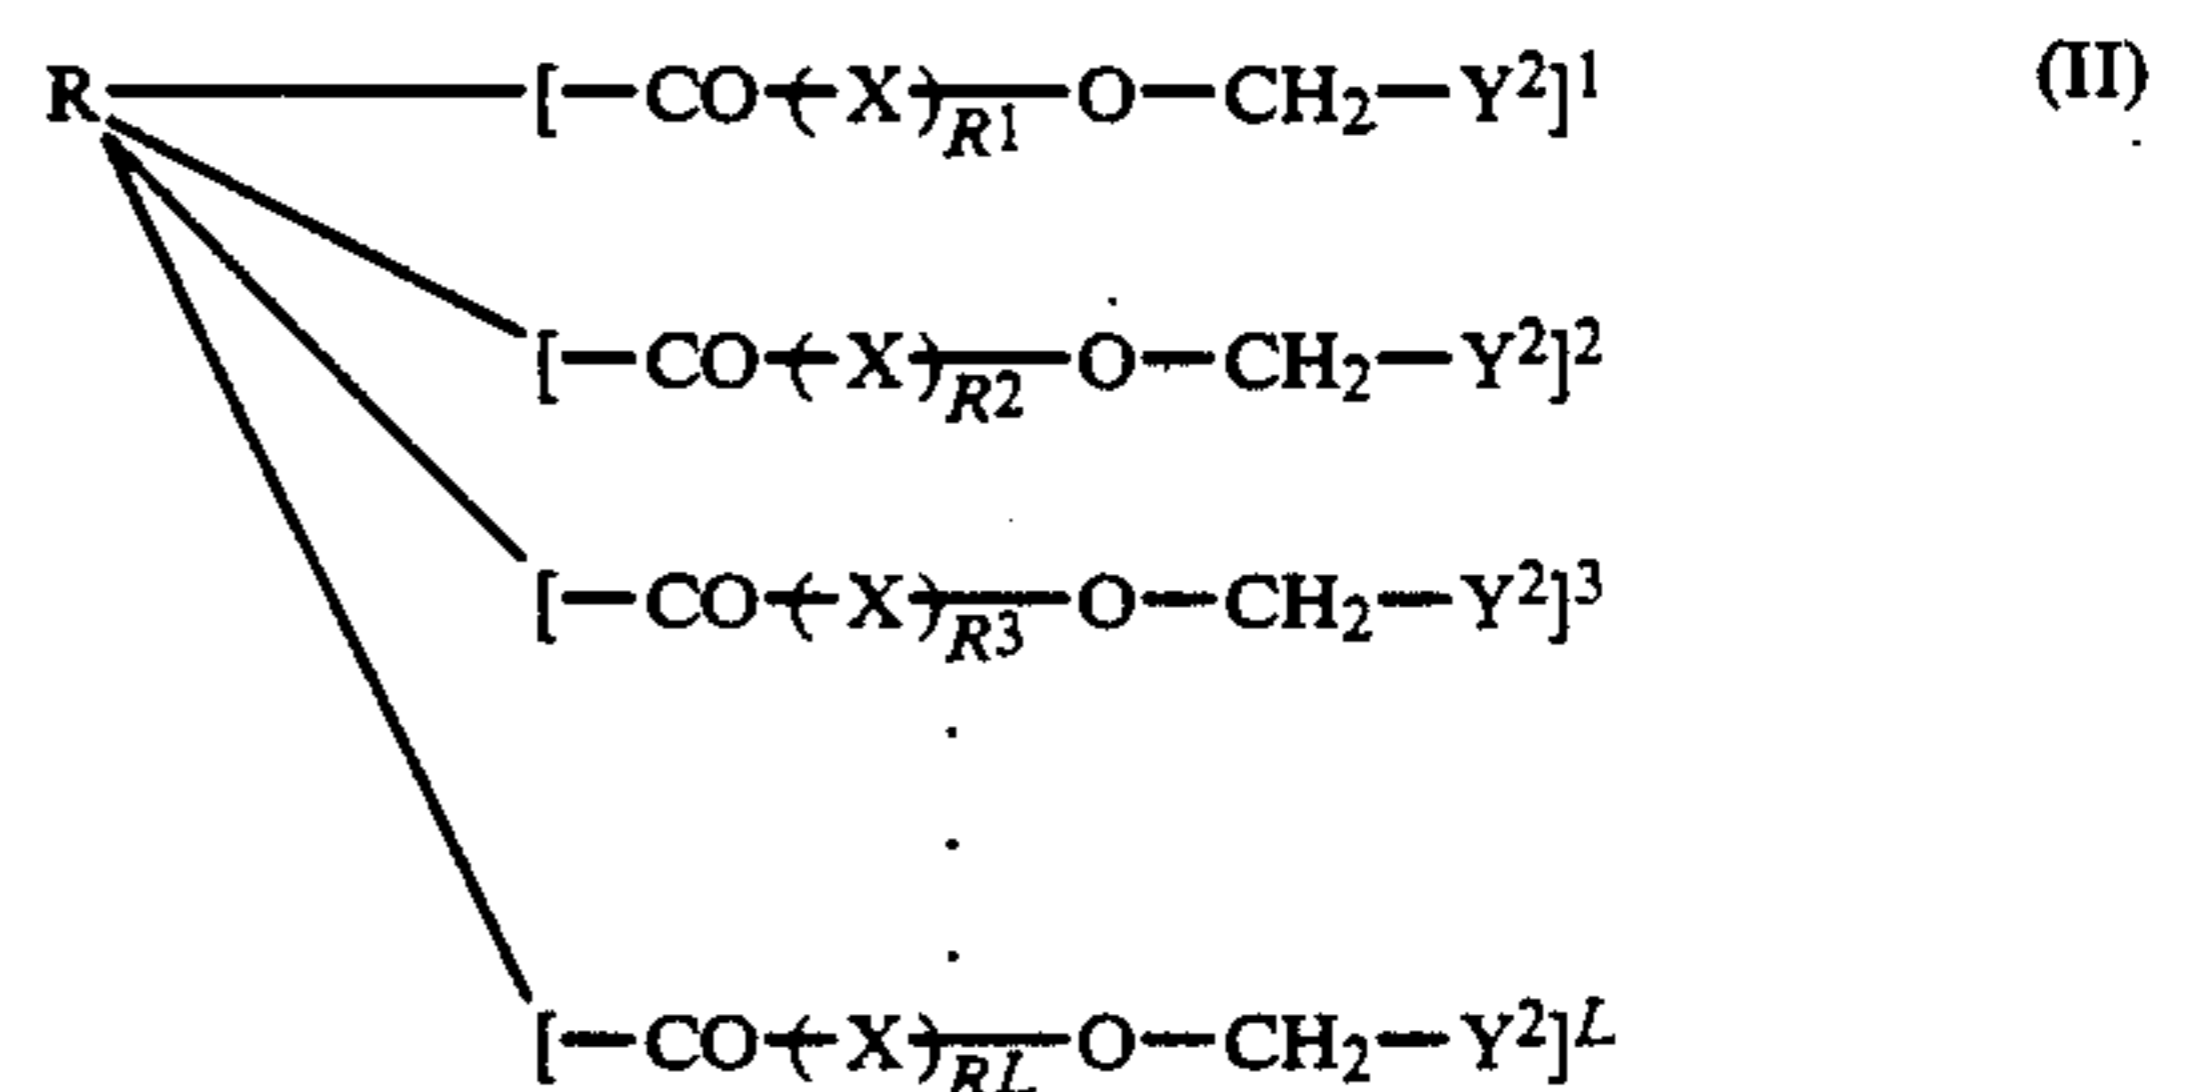 R—[—CO—(X)—R1—O—CH2—Y2]1 (II)
[—CO—(X)—R2—O—CH2—Y2]2
[—CO—(X)—R3—O—CH2—Y2]3
.
.
.
[—CO—(X)—RL—O—CH2—Y2]L